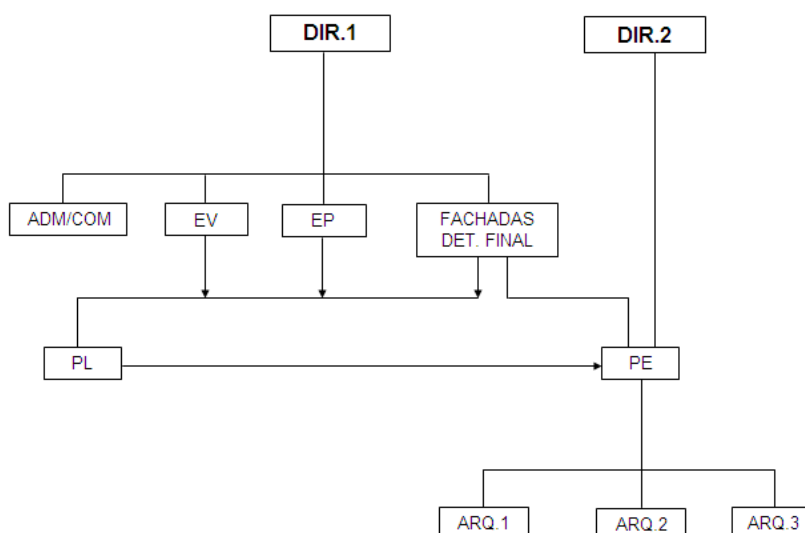 DIR.1
DIR.2
ADM/COM
EV
EP
FACHADAS
DET. FINAL
PL
PE
ARQ.1
ARQ.2
ARQ.3